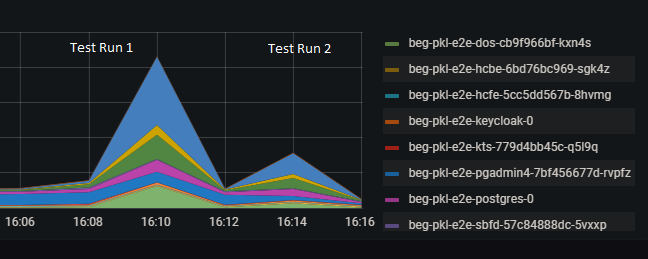 Test Run 1
Test Run 2
16:06
16:08
16:10
16:12
16:14
16:16
beg-pkl-e2e-dos-cb9f966bf-kxn4s
beg-pkl-e2e-hcbe-6bd76bc969-sgk4z
beg-pkl-e2e-hcfe-5cc5dd567b-8hvmg
beg-pkl-e2e-keycloak-0
beg-pkl-e2e-kts-779d4bb45c-q5l9q
beg-pkl-e2e-pgadmin4-7bf456677d-rvpfz
beg-pkl-e2e-postgres-0
beg-pkl-e2e-sbfd-57c84888dc-5vxxp